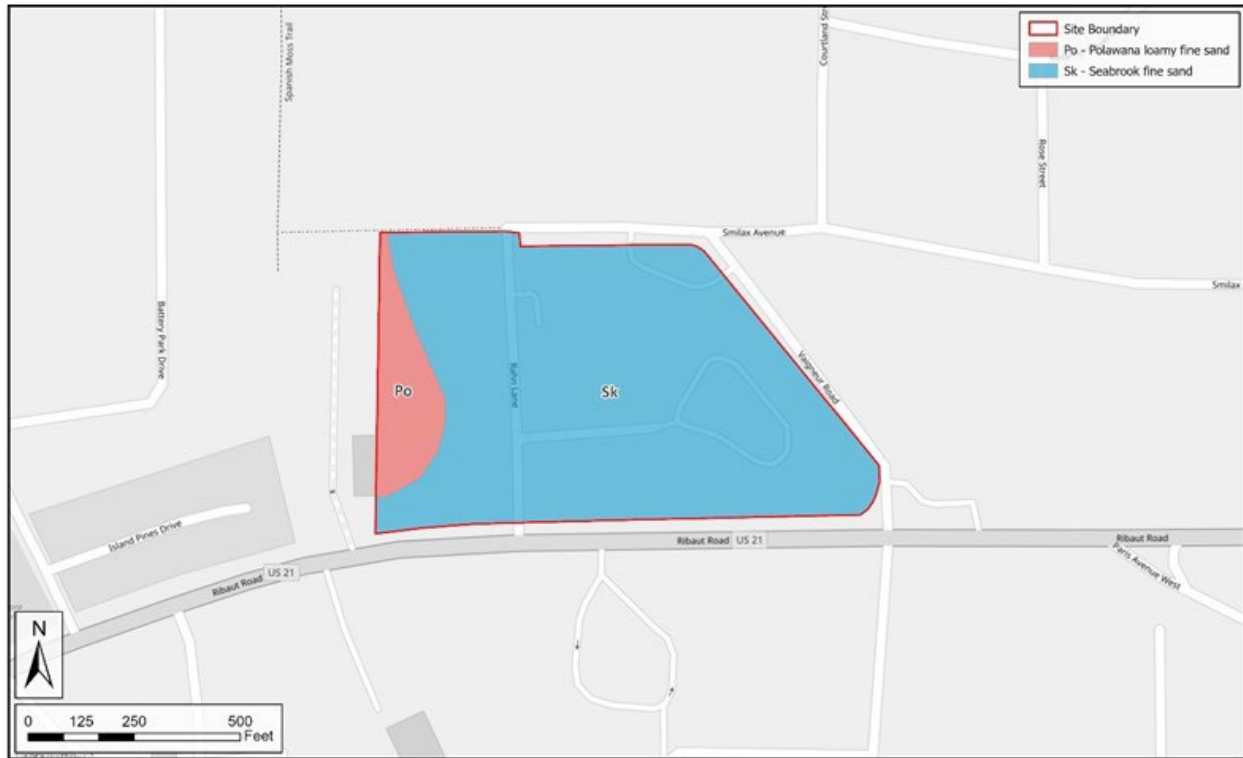 Site Boundary
Po - Polawana loamy fine sand
Sk - Seabrook fine sand
Spanish Moss Trail
Courtland Str
Rose Street
Smilax Avenue
Smilax
Battery Park Drive
Rahn Lane
Vaigneur Road
Po
Sk
Island Pines Drive
Ribaut Road
US 21
Ribaut Road
US 21
Ribaut Road
Paris Avenue West
N
0 125 250 500
Feet